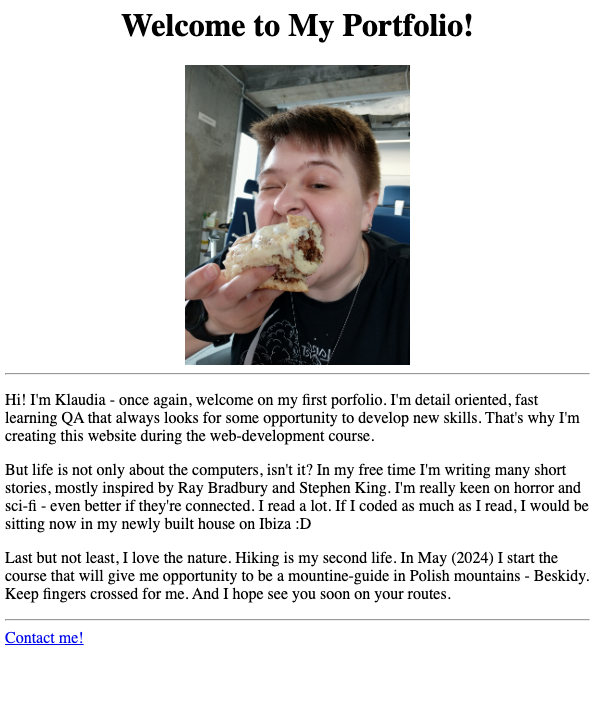 Welcome to My Portfolio!
Hi! I'm Klaudia - once again, welcome on my first porfolio. I'm detail oriented, fast
learning QA that always looks for some opportunity to develop new skills. That's why I'm
creating this website during the web-development course.
But life is not only about the computers, isn't it? In my free time I'm writing many short
stories, mostly inspired by Ray Bradbury and Stephen King. I'm really keen on horror and
sci-fi - even better if they're connected. I read a lot. If I coded as much as I read, I would be
sitting now in my newly built house on Ibiza :D
Last but not least, I love the nature. Hiking is my second life. In May (2024) I start the
course that will give me opportunity to be a mountine-guide in Polish mountains - Beskidy.
Keep fingers crossed for me. And I hope see you soon on your routes.
Contact me!